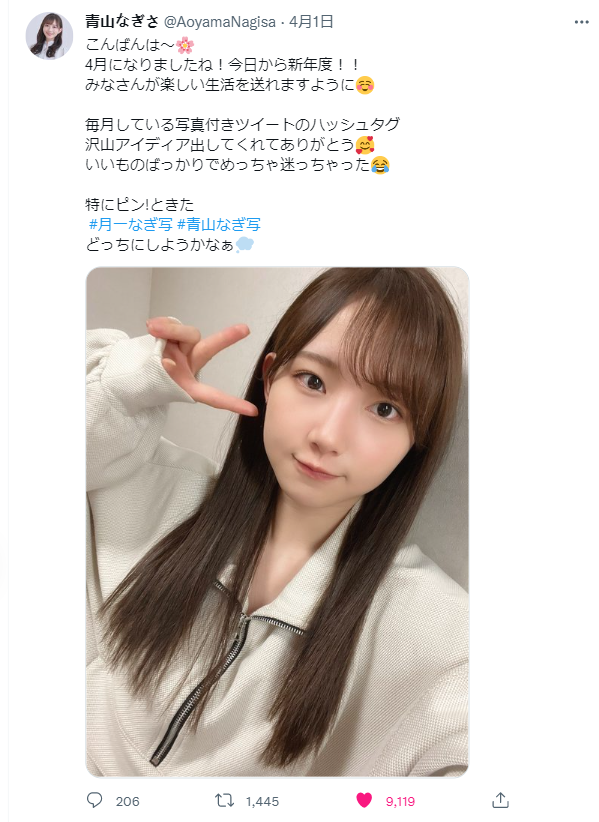 青山なぎさ @AoyamaNagisa · 4月1日
こんばんは〜🌸
4月になりましたね！今日から新年度！！
みなさんが楽しい生活を送れますように☺️
毎月している写真付きツイートのハッシュタグ
沢山アイディア出してくれてありがとう🥰
いいものばっかりでめっちゃ迷っちゃった😂
特にピン!ときた
#月一なぎ写 #青山なぎ写
どっちにしようかなぁ💭
206 1,445 9,119